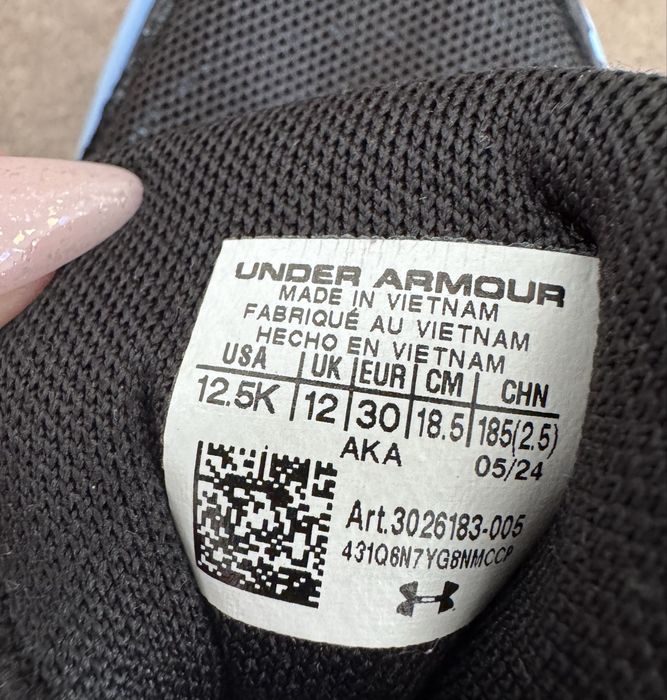 UNDER ARMOUR
MADE IN VIETNAM
FABRIQUÉ AU VIETNAM
HECHO EN VIETNAM
USA UK EUR CM CHN
12.5K 12 30 18.5 185(2.5)
AKA 05/24
Art.3026183-005
431Q6N7YG8NMCCP